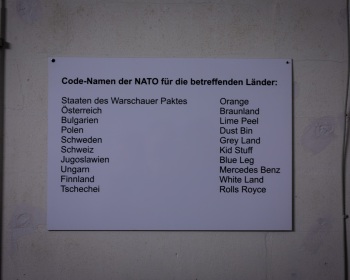 Code-Namen der NATO für die betreffenden Länder:
Staaten des Warschauer Paktes Orange
Österreich Braunland
Bulgarien Lime Peel
Polen Dust Bin
Schweden Grey Land
Schweiz Kid Stuff
Jugoslawien Blue Leg
Ungarn Mercedes Benz
Finnland White Land
Tschechei Rolls Royce